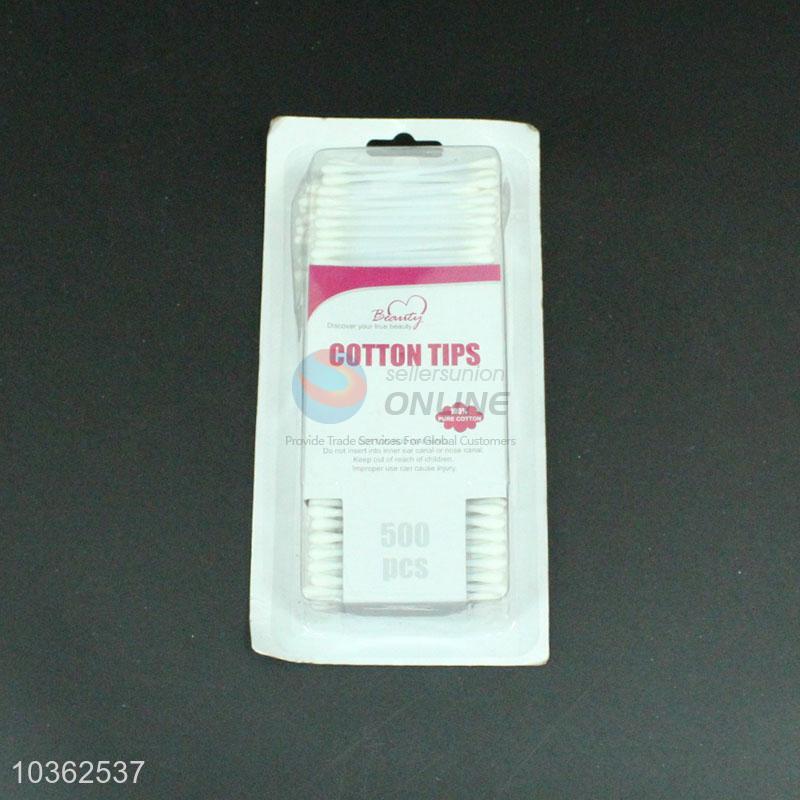 Beauty
Discover your true beauty
COTTON TIPS
sellersunion
ONLINE
100%
PURE COTTON
Provide Trade Services For Global Customers
Do not insert into inner ear canal or nose canal.
Keep out of reach of children.
Improper use can cause injury.
500
pcs
10362537